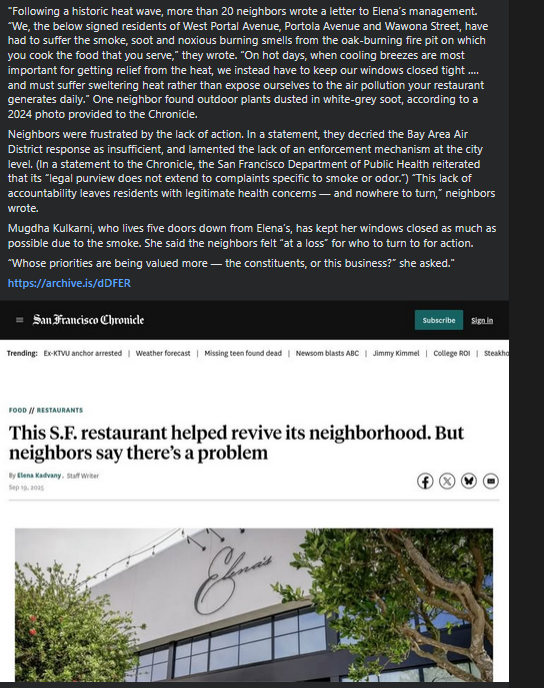 “Following a historic heat wave, more than 20 neighbors wrote a letter to Elena’s management.
“We, the below signed residents of West Portal Avenue, Portola Avenue and Wawona Street, have
had to suffer the smoke, soot and noxious burning smells from the oak-burning fire pit on which
you cook the food that you serve,” they wrote. “On hot days, when cooling breezes are most
important for getting relief from the heat, we instead have to keep our windows closed tight ....
and must suffer sweltering heat rather than expose ourselves to the air pollution your restaurant
generates daily.” One neighbor found outdoor plants dusted in white-grey soot, according to a
2024 photo provided to the Chronicle.
Neighbors were frustrated by the lack of action. In a statement, they decried the Bay Area Air
District response as insufficient, and lamented the lack of an enforcement mechanism at the city
level. (In a statement to the Chronicle, the San Francisco Department of Public Health reiterated
that its “legal purview does not extend to complaints specific to smoke or odor.”) “This lack of
accountability leaves residents with legitimate health concerns — and nowhere to turn,” neighbors
wrote.
Mugdha Kulkarni, who lives five doors down from Elena’s, has kept her windows closed as much as
possible due to the smoke. She said the neighbors felt “at a loss” for who to turn to for action.
“Whose priorities are being valued more — the constituents, or this business?” she asked.”
https://archive.is/dDFER
San Francisco Chronicle
Subscribe
Sign in
Trending: Ex-KTVU anchor arrested | Weather forecast | Missing teen found dead | Newsom blasts ABC | Jimmy Kimmel | College ROI | Steakho
FOOD // RESTAURANTS
This S.F. restaurant helped revive its neighborhood. But
neighbors say there’s a problem
By Elena Kadvany, Staff Writer
Sep 19, 2025
Elena's